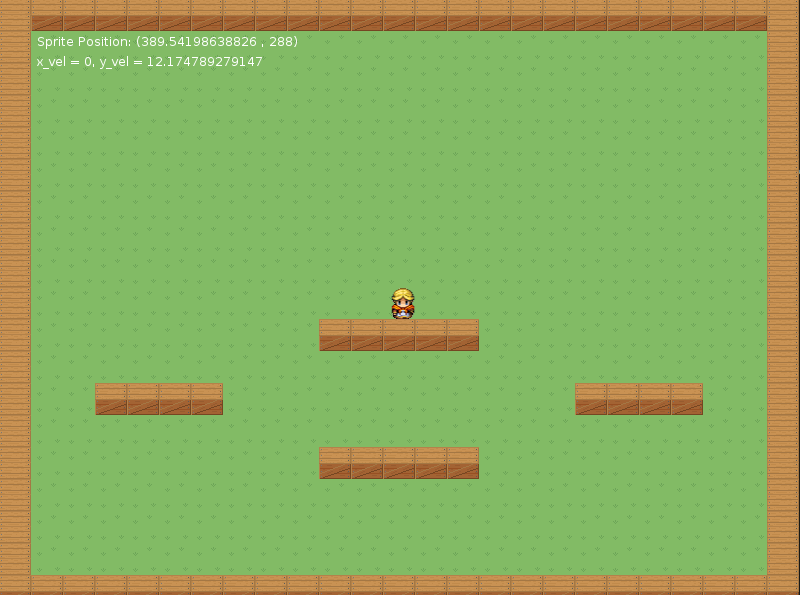 Sprite Position: (389.54198638826 , 288)
x_vel = 0, y_vel = 12.174789279147